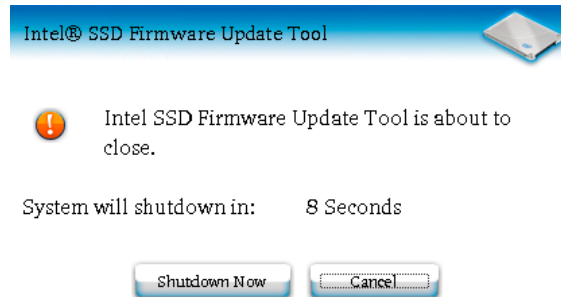 Intel® SSD Firmware Update Tool
Intel SSD Firmware Update Tool is about to
close.
System will shutdown in: 8 Seconds
Shutdown Now Cancel